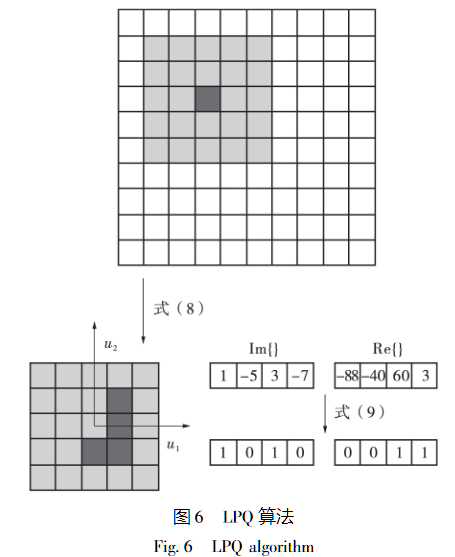 式（8）
u₂
u₁
Im{} Re{}
1 -5 3 -7 -88 -40 60 3
式（9）
1 0 1 0 0 0 1 1
图 6 LPQ 算法
Fig. 6 LPQ algorithm